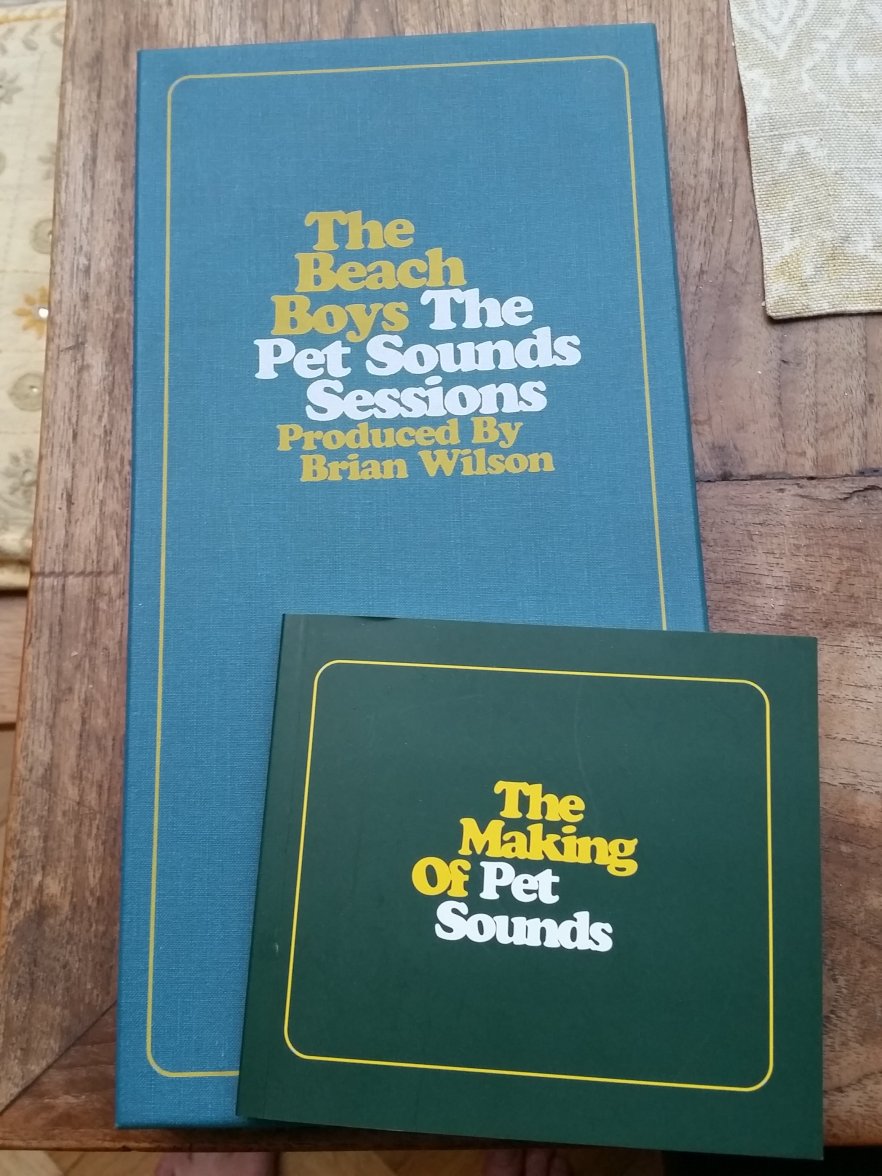 The
Beach
Boys The
Pet Sounds
Sessions
Produced By
Brian Wilson
The
Making
Of Pet
Sounds